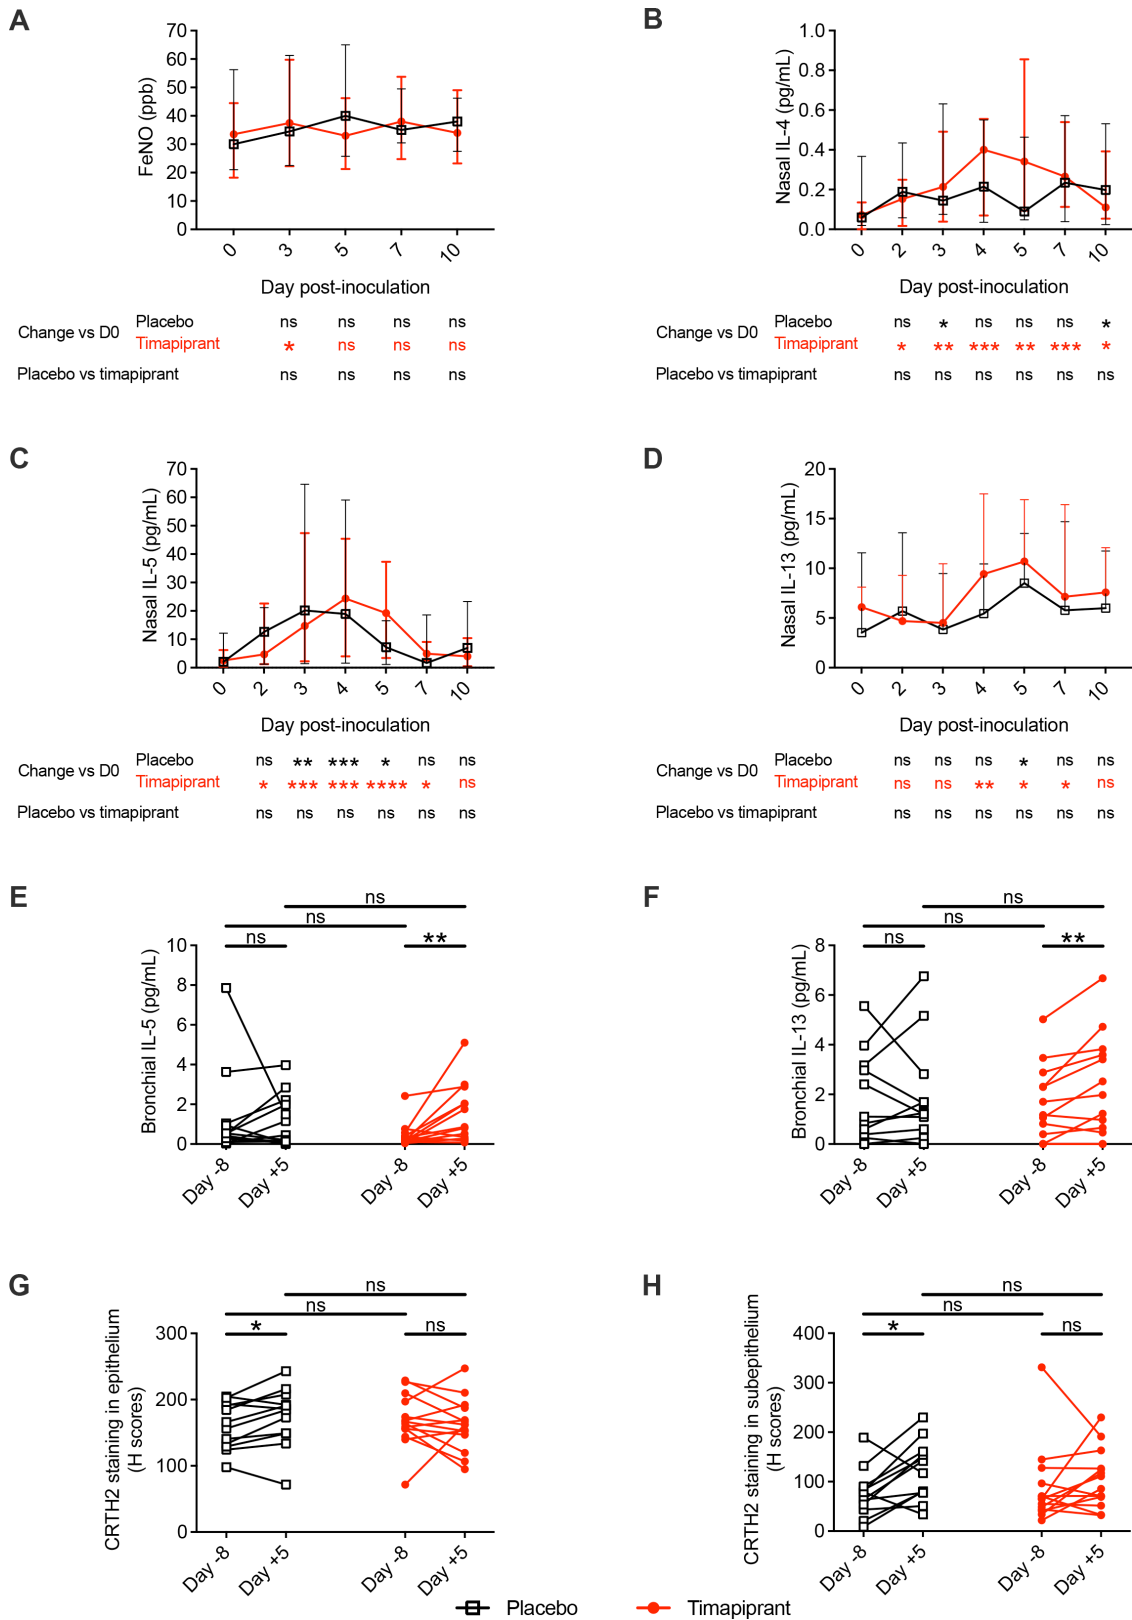 A
FeNO (ppb)
70
60
50
40
30
20
10
0
0 3 5 7 10
Day post-inoculation
Change vs D0
Placebo ns ns ns ns
Timapiprant * ns ns ns
Placebo vs timapiprant ns ns ns ns
B
Nasal IL-4 (pg/mL)
1.0
0.8
0.6
0.4
0.2
0.0
0 2 3 4 5 7 10
Day post-inoculation
Change vs D0
Placebo ns * ns ns ns *
Timapiprant * ** *** ** *** *
Placebo vs timapiprant ns ns ns ns ns ns
C
Nasal IL-5 (pg/mL)
70
60
50
40
30
20
10
0
0 2 3 4 5 7 10
Day post-inoculation
Change vs D0
Placebo ns ** *** * ns ns
Timapiprant * *** *** **** * ns
Placebo vs timapiprant ns ns ns ns ns ns
D
Nasal IL-13 (pg/mL)
20
15
10
5
0
0 2 3 4 5 7 10
Day post-inoculation
Change vs D0
Placebo ns ns ns * ns ns
Timapiprant ns ns ** * * ns
Placebo vs timapiprant ns ns ns ns ns ns
E
ns
ns
ns **
Bronchial IL-5 (pg/mL)
10
8
6
4
2
0
Day -8 Day +5 Day -8 Day +5
F
ns
ns
ns **
Bronchial IL-13 (pg/mL)
8
6
4
2
0
Day -8 Day +5 Day -8 Day +5
G
ns
ns
* ns
CRTH2 staining in epithelium
(H scores)
300
200
100
0
Day -8 Day +5 Day -8 Day +5
H
ns
ns
* ns
CRTH2 staining in subepithelium
(H scores)
400
300
200
100
0
Day -8 Day +5 Day -8 Day +5
Placebo Timapiprant